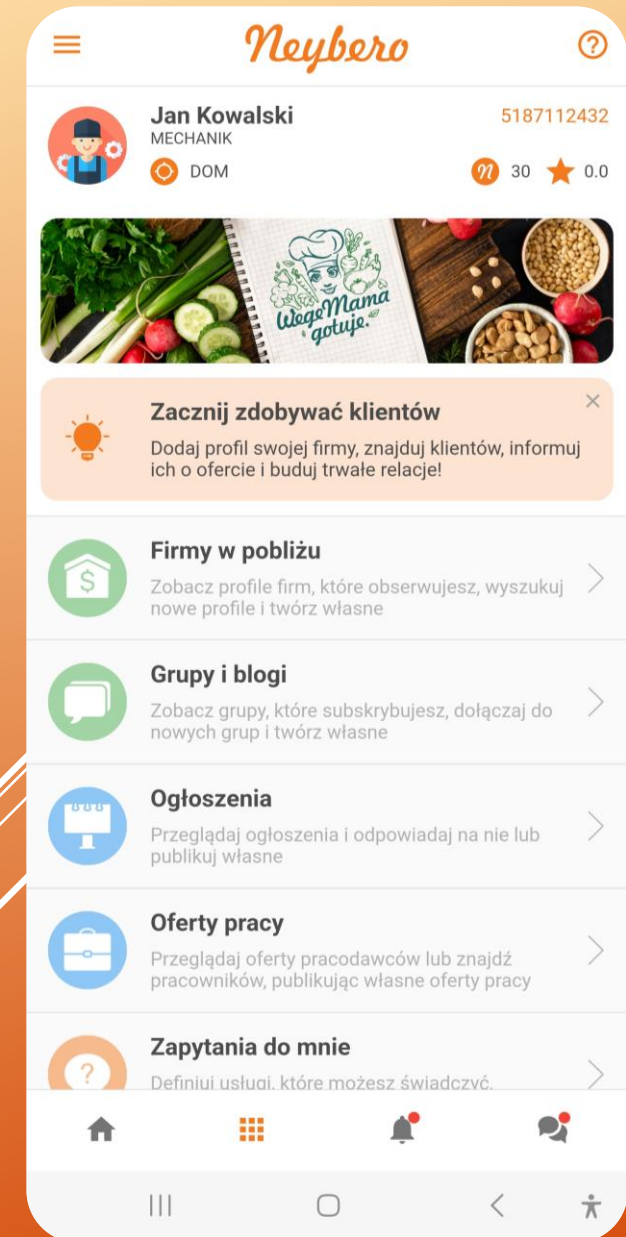 Neybero
Jan Kowalski
5187112432
MECHANIK
DOM
30
0.0
WegeMama
gotuje.
Zacznij zdobywać klientów
Dodaj profil swojej firmy, znajduj klientów, informuj
ich o ofercie i buduj trwałe relacje!
Firmy w pobliżu
Zobacz profile firm, które obserwujesz, wyszukuj
nowe profile i twórz własne
Grupy i blogi
Zobacz grupy, które subskrybujesz, dołączaj do
nowych grup i twórz własne
Ogłoszenia
Przeglądaj ogłoszenia i odpowiadaj na nie lub
publikuj własne
Oferty pracy
Przeglądaj oferty pracodawców lub znajdź
pracowników, publikując własne oferty pracy
Zapytania do mnie
Definiuj usługi, które możesz świadczyć,